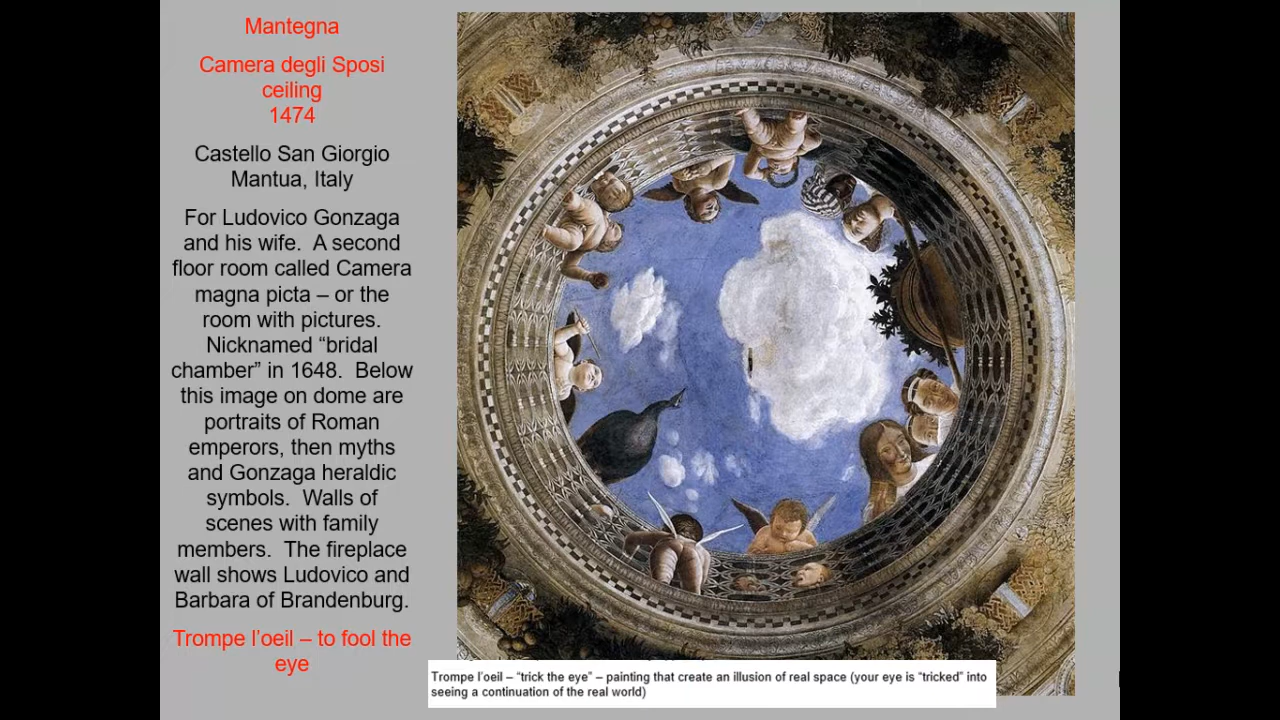 Mantegna
Camera degli Sposi
ceiling
1474
Castello San Giorgio
Mantua, Italy
For Ludovico Gonzaga
and his wife.  A second
floor room called Camera
magna picta – or the
room with pictures.
Nicknamed “bridal
chamber” in 1648.  Below
this image on dome are
portraits of Roman
emperors, then myths
and Gonzaga heraldic
symbols.  Walls of
scenes with family
members.  The fireplace
wall shows Ludovico and
Barbara of Brandenburg.
Trompe l’oeil – to fool the
eye
Trompe l’oeil – “trick the eye” – painting that create an illusion of real space (your eye is “tricked” into
seeing a continuation of the real world)